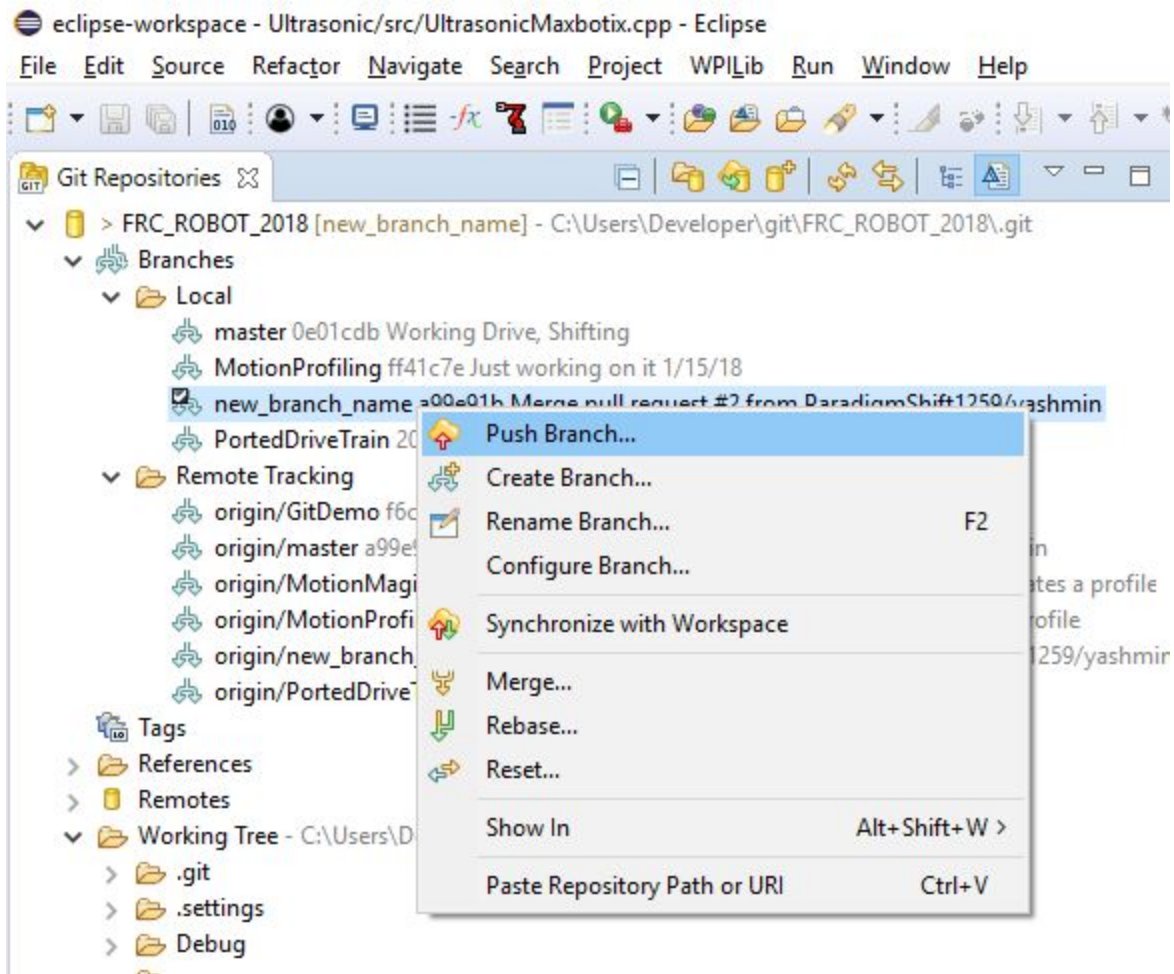 eclipse-workspace - Ultrasonic/src/UltrasonicMaxbotix.cpp - Eclipse
File Edit Source Refactor Navigate Search Project WPILib Run Window Help
010
GIT Git Repositories
> FRC_ROBOT_2018 [new_branch_name] - C:\Users\Developer\git\FRC_ROBOT_2018\.git
Branches
Local
master 0e01cdb Working Drive, Shifting
MotionProfiling ff41c7e Just working on it 1/15/18
new_branch_name a99e91b Merge pull request #2 from ParadigmShift1259/yashmin
PortedDriveTrain 20
Remote Tracking
origin/GitDemo f6c
origin/master a99e9 in
origin/MotionMagi ates a profile
origin/MotionProfi ofile
origin/new_branch_ 1259/yashmin
origin/PortedDriveT
Tags
References
Remotes
Working Tree - C:\Users\D
.git
.settings
Debug
Push Branch...
Create Branch...
Rename Branch... F2
Configure Branch...
Synchronize with Workspace
Merge...
Rebase...
Reset...
Show In Alt+Shift+W >
Paste Repository Path or URI Ctrl+V